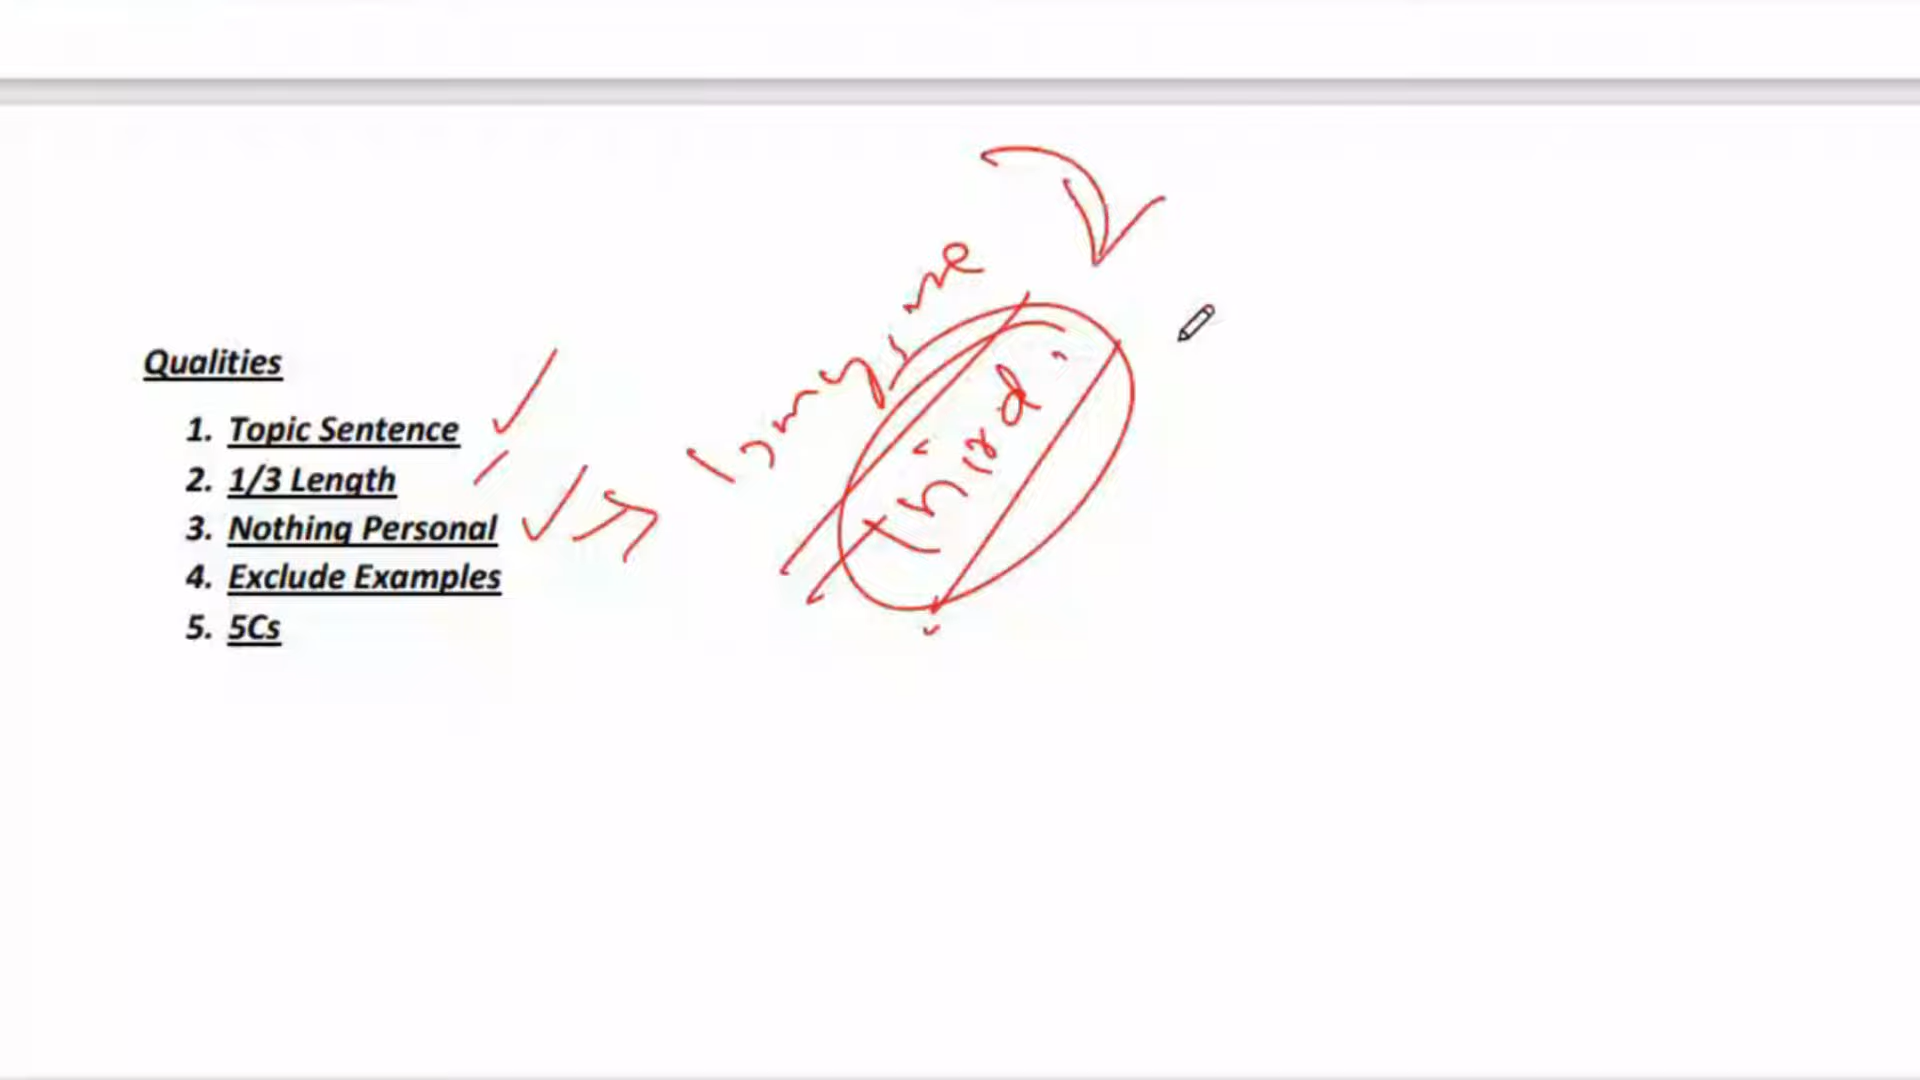 Qualities
1. Topic Sentence
2. 1/3 Length
3. Nothing Personal
4. Exclude Examples
5. 5Cs
Third